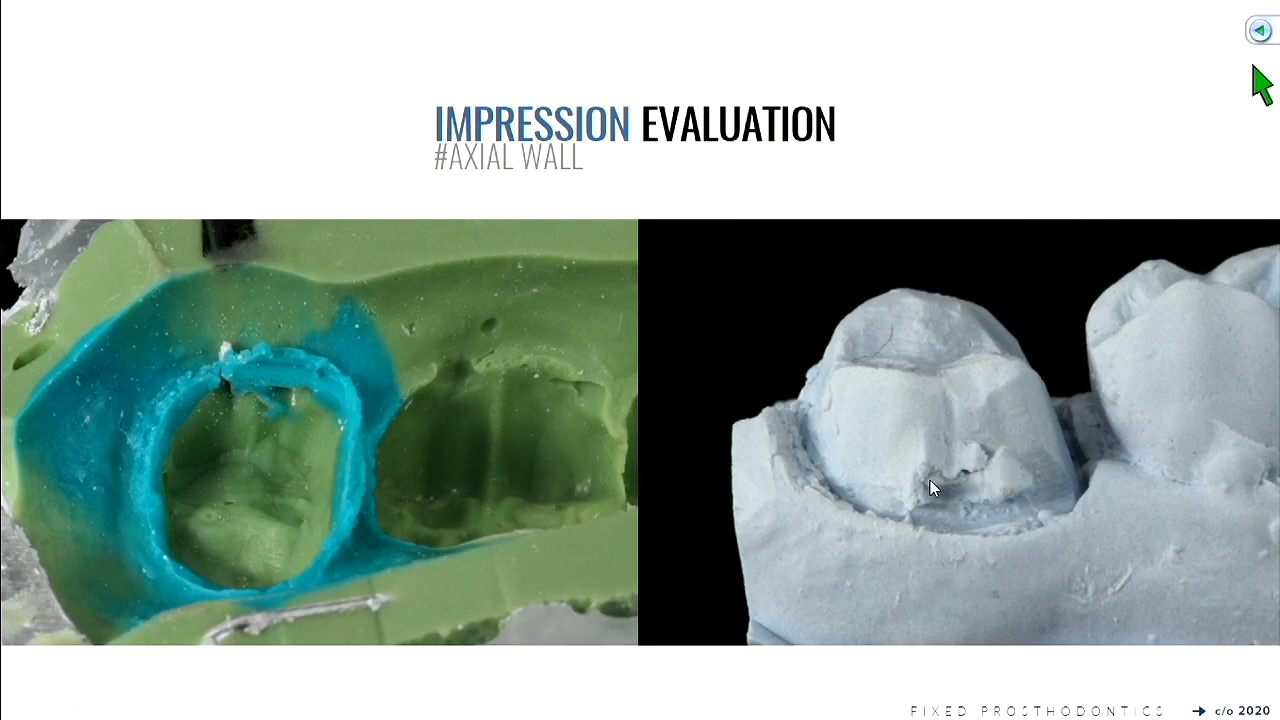 IMPRESSION EVALUATION
#AXIAL WALL
FIXED PROSTHODONTICS → c/o 2020